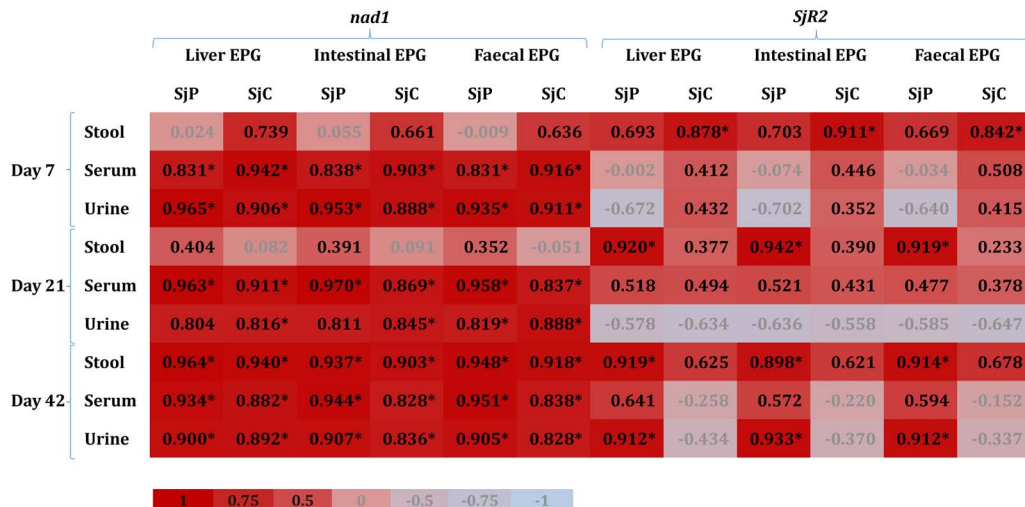 nad1 SjR2
Liver EPG Intestinal EPG Faecal EPG Liver EPG Intestinal EPG Faecal EPG
SjP SjC SjP SjC SjP SjC SjP SjC SjP SjC SjP SjC
Day 7
Stool 0.024 0.739 0.055 0.661 -0.009 0.636 0.693 0.878* 0.703 0.911* 0.669 0.842*
Serum 0.831* 0.942* 0.838* 0.903* 0.831* 0.916* -0.002 0.412 -0.074 0.446 -0.034 0.508
Urine 0.965* 0.906* 0.953* 0.888* 0.935* 0.911* -0.672 0.432 -0.702 0.352 -0.640 0.415
Day 21
Stool 0.404 0.082 0.391 0.091 0.352 -0.051 0.920* 0.377 0.942* 0.390 0.919* 0.233
Serum 0.963* 0.911* 0.970* 0.869* 0.958* 0.837* 0.518 0.494 0.521 0.431 0.477 0.378
Urine 0.804 0.816* 0.811 0.845* 0.819* 0.888* -0.578 -0.634 -0.636 -0.558 -0.585 -0.647
Day 42
Stool 0.964* 0.940* 0.937* 0.903* 0.948* 0.918* 0.919* 0.625 0.898* 0.621 0.914* 0.678
Serum 0.934* 0.882* 0.944* 0.828* 0.951* 0.838* 0.641 -0.258 0.572 -0.220 0.594 -0.152
Urine 0.900* 0.892* 0.907* 0.836* 0.905* 0.828* 0.912* -0.434 0.933* -0.370 0.912* -0.337
1 0.75 0.5 0 -0.5 -0.75 -1